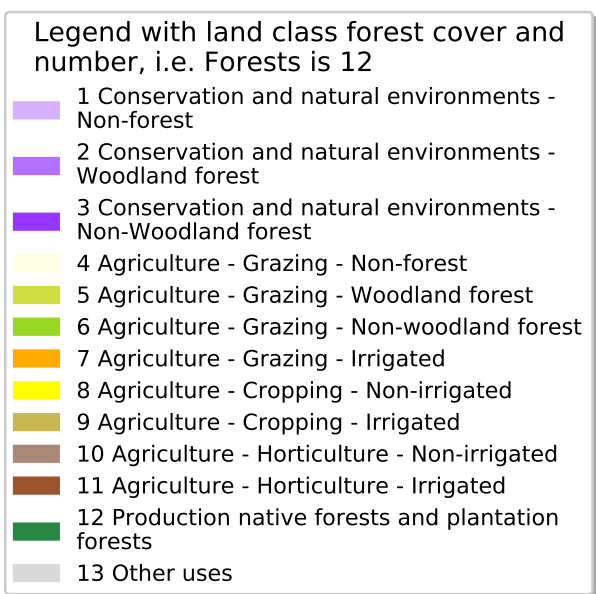 Legend with land class forest cover and
number, i.e. Forests is 12
1 Conservation and natural environments -
Non-forest
2 Conservation and natural environments -
Woodland forest
3 Conservation and natural environments -
Non-Woodland forest
4 Agriculture - Grazing - Non-forest
5 Agriculture - Grazing - Woodland forest
6 Agriculture - Grazing - Non-woodland forest
7 Agriculture - Grazing - Irrigated
8 Agriculture - Cropping - Non-irrigated
9 Agriculture - Cropping - Irrigated
10 Agriculture - Horticulture - Non-irrigated
11 Agriculture - Horticulture - Irrigated
12 Production native forests and plantation
forests
13 Other uses